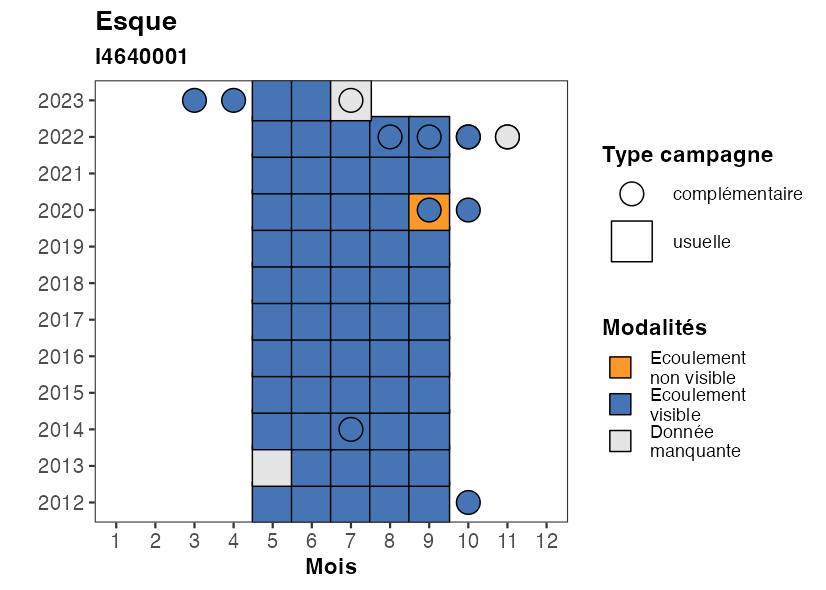 Esque
I4640001
2023
2022
2021
2020
2019
2018
2017
2016
2015
2014
2013
2012
1 2 3 4 5 6 7 8 9 10 11 12
Mois
Type campagne
complémentaire
usuelle
Modalités
Ecoulement
non visible
Ecoulement
visible
Donnée
manquante